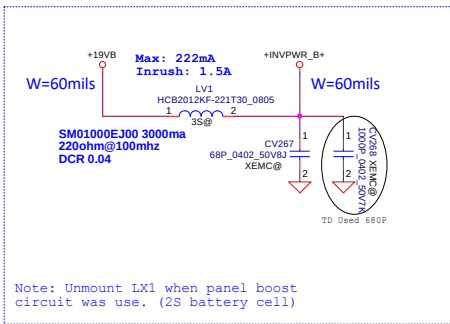 +19VB
Max: 222mA
Inrush: 1.5A
+INVPWR_B+
W=60mils
W=60mils
LV1
HCB2012KF-221T30_0805
1
2
3S@
SM01000EJ00 3000ma
220ohm@100mhz
DCR 0.04
CV267
68P_0402_50V8J
XEMC@
1
2
CV268 XEMC@
1000P_0402_50V7K
1
2
TD Used 680P
Note: Unmount LX1 when panel boost
circuit was use. (2S battery cell)